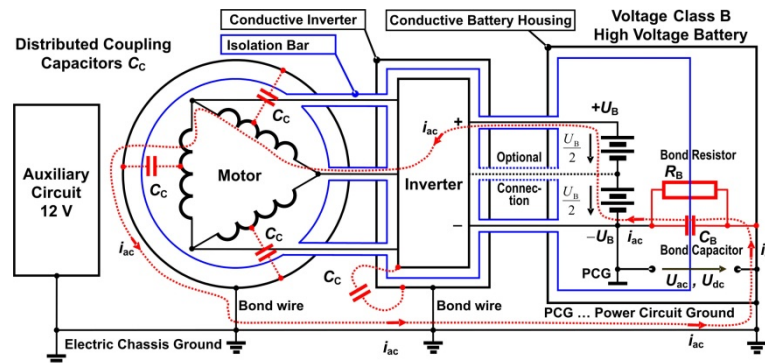 Distributed Coupling
Capacitors CC
Conductive Inverter
Isolation Bar
Conductive Battery Housing
Voltage Class B
High Voltage Battery
Auxiliary
Circuit
12 V
CC
CC
CC
CC
Motor
iac
iac
Inverter
+
−
Optional
Connec-
tion
+UB
UB
2
UB
2
−UB
Bond Resistor
RB
iac
CB
Bond Capacitor
PCG
Uac , Udc
i
Bond wire
Bond wire
PCG ... Power Circuit Ground
Electric Chassis Ground
iac
iac